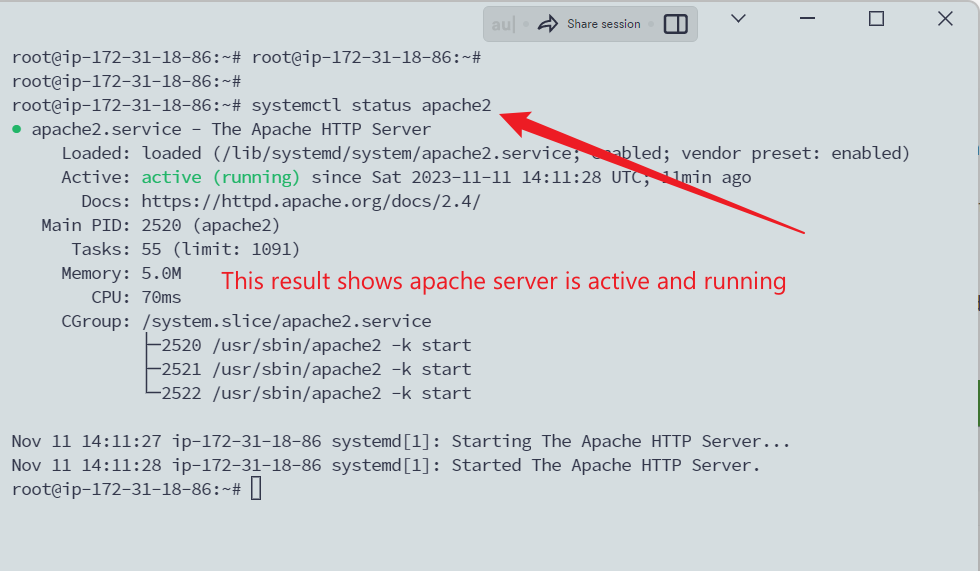 au| Share session
root@ip-172-31-18-86:~# root@ip-172-31-18-86:~#
root@ip-172-31-18-86:~#
root@ip-172-31-18-86:~# systemctl status apache2
● apache2.service - The Apache HTTP Server
Loaded: loaded (/lib/systemd/system/apache2.service; enabled; vendor preset: enabled)
Active: active (running) since Sat 2023-11-11 14:11:28 UTC; 11min ago
Docs: https://httpd.apache.org/docs/2.4/
Main PID: 2520 (apache2)
Tasks: 55 (limit: 1091)
Memory: 5.0M
This result shows apache server is active and running
CPU: 70ms
CGroup: /system.slice/apache2.service
├─2520 /usr/sbin/apache2 -k start
├─2521 /usr/sbin/apache2 -k start
└─2522 /usr/sbin/apache2 -k start
Nov 11 14:11:27 ip-172-31-18-86 systemd[1]: Starting The Apache HTTP Server...
Nov 11 14:11:28 ip-172-31-18-86 systemd[1]: Started The Apache HTTP Server.
root@ip-172-31-18-86:~#